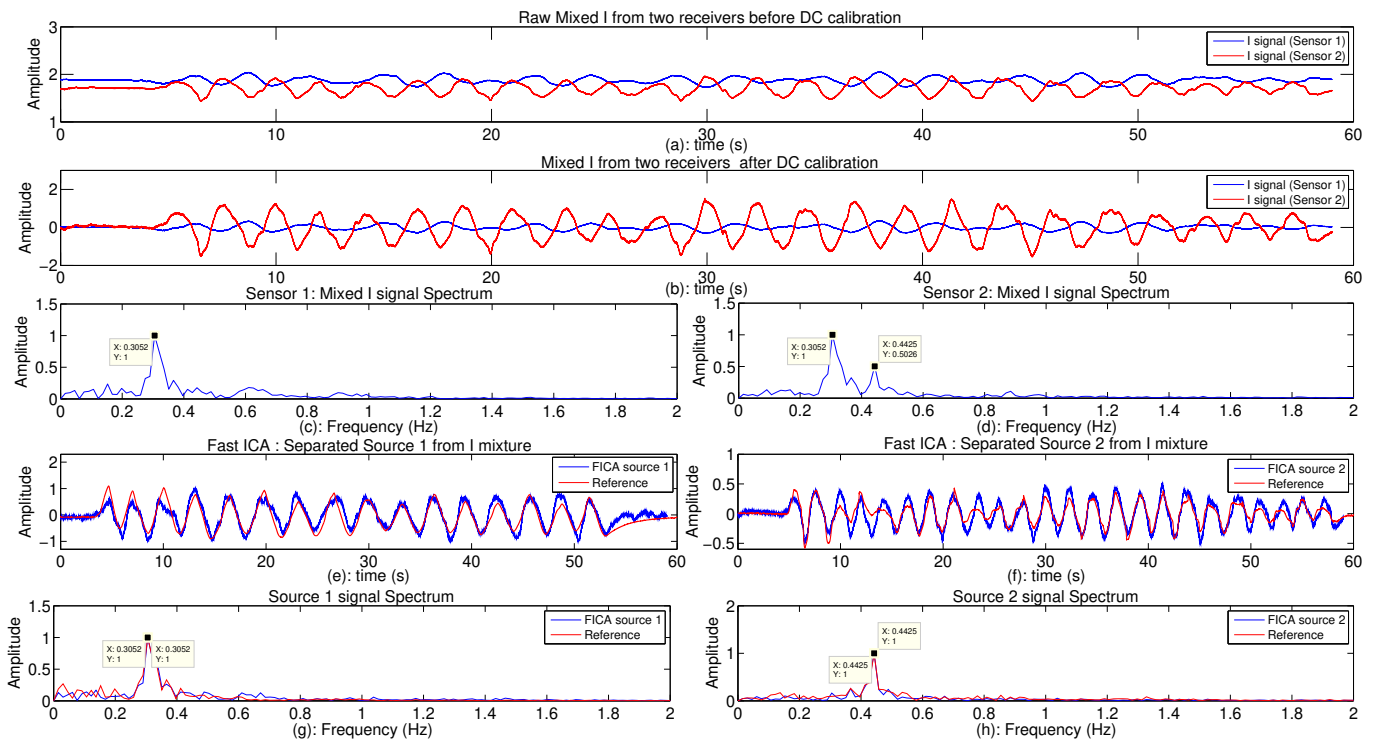 Raw Mixed I from two receivers before DC calibration
3
2
1
Amplitude
I signal (Sensor 1)
I signal (Sensor 2)
0 10 20 30 40 50 60
(a): time (s)
Mixed I from two receivers after DC calibration
2
0
−2
Amplitude
I signal (Sensor 1)
I signal (Sensor 2)
0 10 20 30 40 50 60
(b): time (s)
Sensor 1: Mixed I signal Spectrum
1.5
1
0.5
0
Amplitude
X: 0.3052
Y: 1
0 0.2 0.4 0.6 0.8 1 1.2 1.4 1.6 1.8 2
(c): Frequency (Hz)
Sensor 2: Mixed I signal Spectrum
1.5
1
0.5
0
Amplitude
X: 0.3052
Y: 1
X: 0.4425
Y: 0.5026
0 0.2 0.4 0.6 0.8 1 1.2 1.4 1.6 1.8 2
(d): Frequency (Hz)
Fast ICA : Separated Source 1 from I mixture
2
1
0
−1
Amplitude
FICA source 1
Reference
0 10 20 30 40 50 60
(e): time (s)
Fast ICA : Separated Source 2 from I mixture
1
0.5
0
−0.5
Amplitude
FICA source 2
Reference
0 10 20 30 40 50 60
(f): time (s)
Source 1 signal Spectrum
1.5
1
0.5
0
Amplitude
FICA source 1
Reference
X: 0.3052
Y: 1
X: 0.3052
Y: 1
0 0.2 0.4 0.6 0.8 1 1.2 1.4 1.6 1.8 2
(g): Frequency (Hz)
Source 2 signal Spectrum
2
1
0
Amplitude
FICA source 2
Reference
X: 0.4425
Y: 1
X: 0.4425
Y: 1
0 0.2 0.4 0.6 0.8 1 1.2 1.4 1.6 1.8 2
(h): Frequency (Hz)